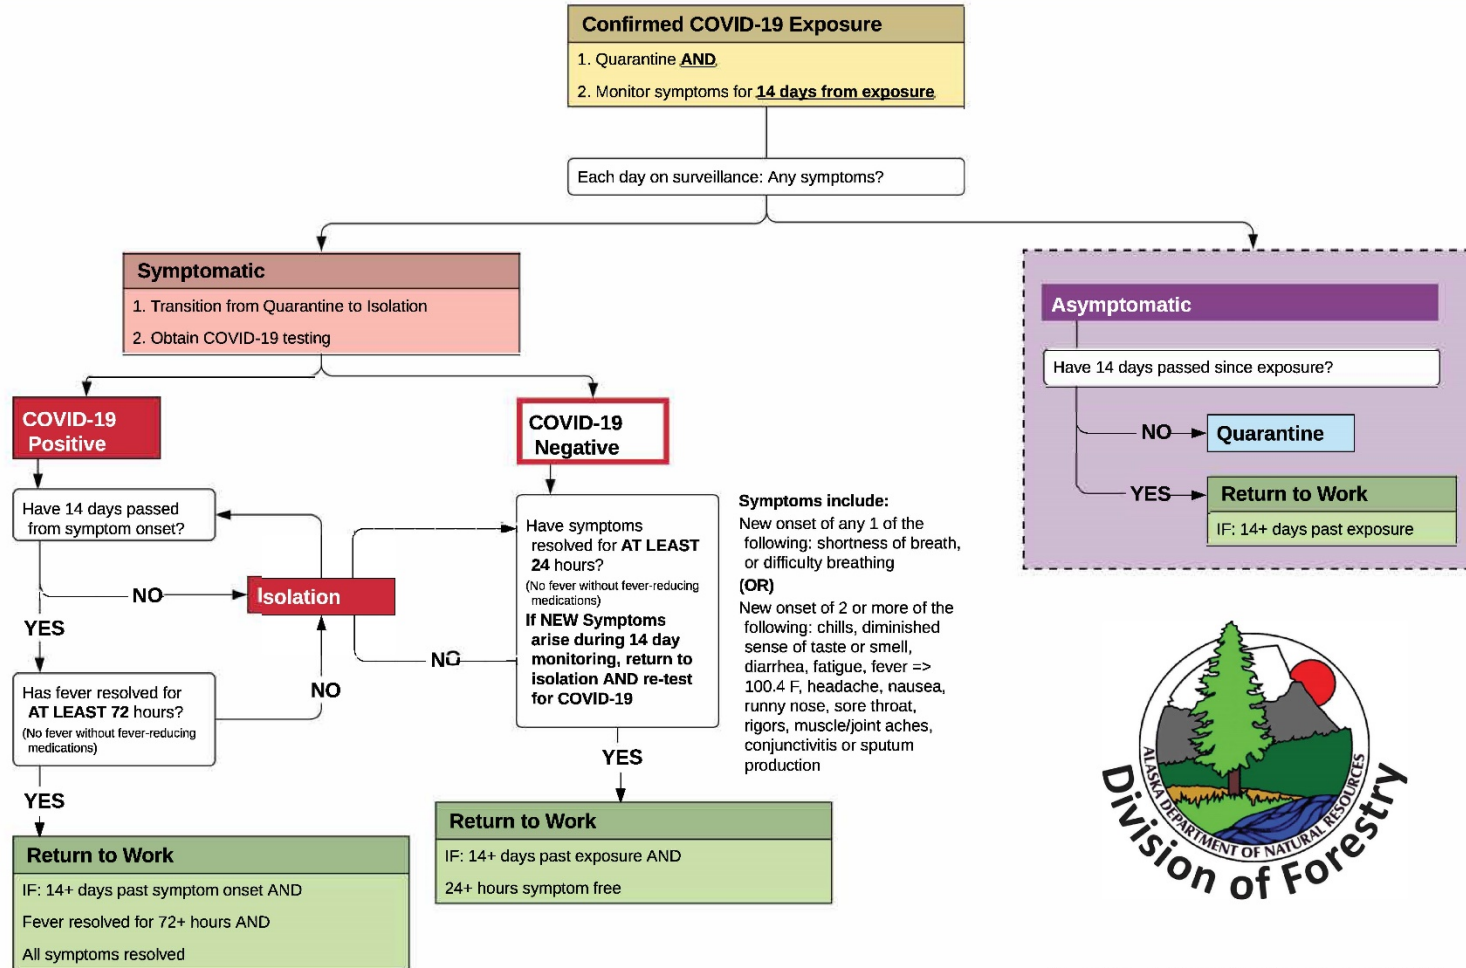 Confirmed COVID-19 Exposure
1. Quarantine AND
2. Monitor symptoms for 14 days from exposure
Each day on surveillance: Any symptoms?
Symptomatic
1. Transition from Quarantine to Isolation
2. Obtain COVID-19 testing
COVID-19
Positive
Have 14 days passed
from symptom onset?
NO
Isolation
YES
Has fever resolved for
AT LEAST 72 hours?
(No fever without fever-reducing
medications)
NO
YES
Return to Work
IF: 14+ days past symptom onset AND
Fever resolved for 72+ hours AND
All symptoms resolved
COVID-19
Negative
Have symptoms
resolved for AT LEAST
24 hours?
(No fever without fever-reducing
medications)
If NEW Symptoms
arise during 14 day
monitoring, return to
isolation AND re-test
for COVID-19
NO
YES
Return to Work
IF: 14+ days past exposure AND
24+ hours symptom free
Symptoms include:
New onset of any 1 of the
following: shortness of breath,
or difficulty breathing
(OR)
New onset of 2 or more of the
following: chills, diminished
sense of taste or smell,
diarrhea, fatigue, fever =>
100.4 F, headache, nausea,
runny nose, sore throat,
rigors, muscle/joint aches,
conjunctivitis or sputum
production
Asymptomatic
Have 14 days passed since exposure?
NO
Quarantine
YES
Return to Work
IF: 14+ days past exposure
ALASKA DEPARTMENT OF NATURAL RESOURCES
Division of Forestry